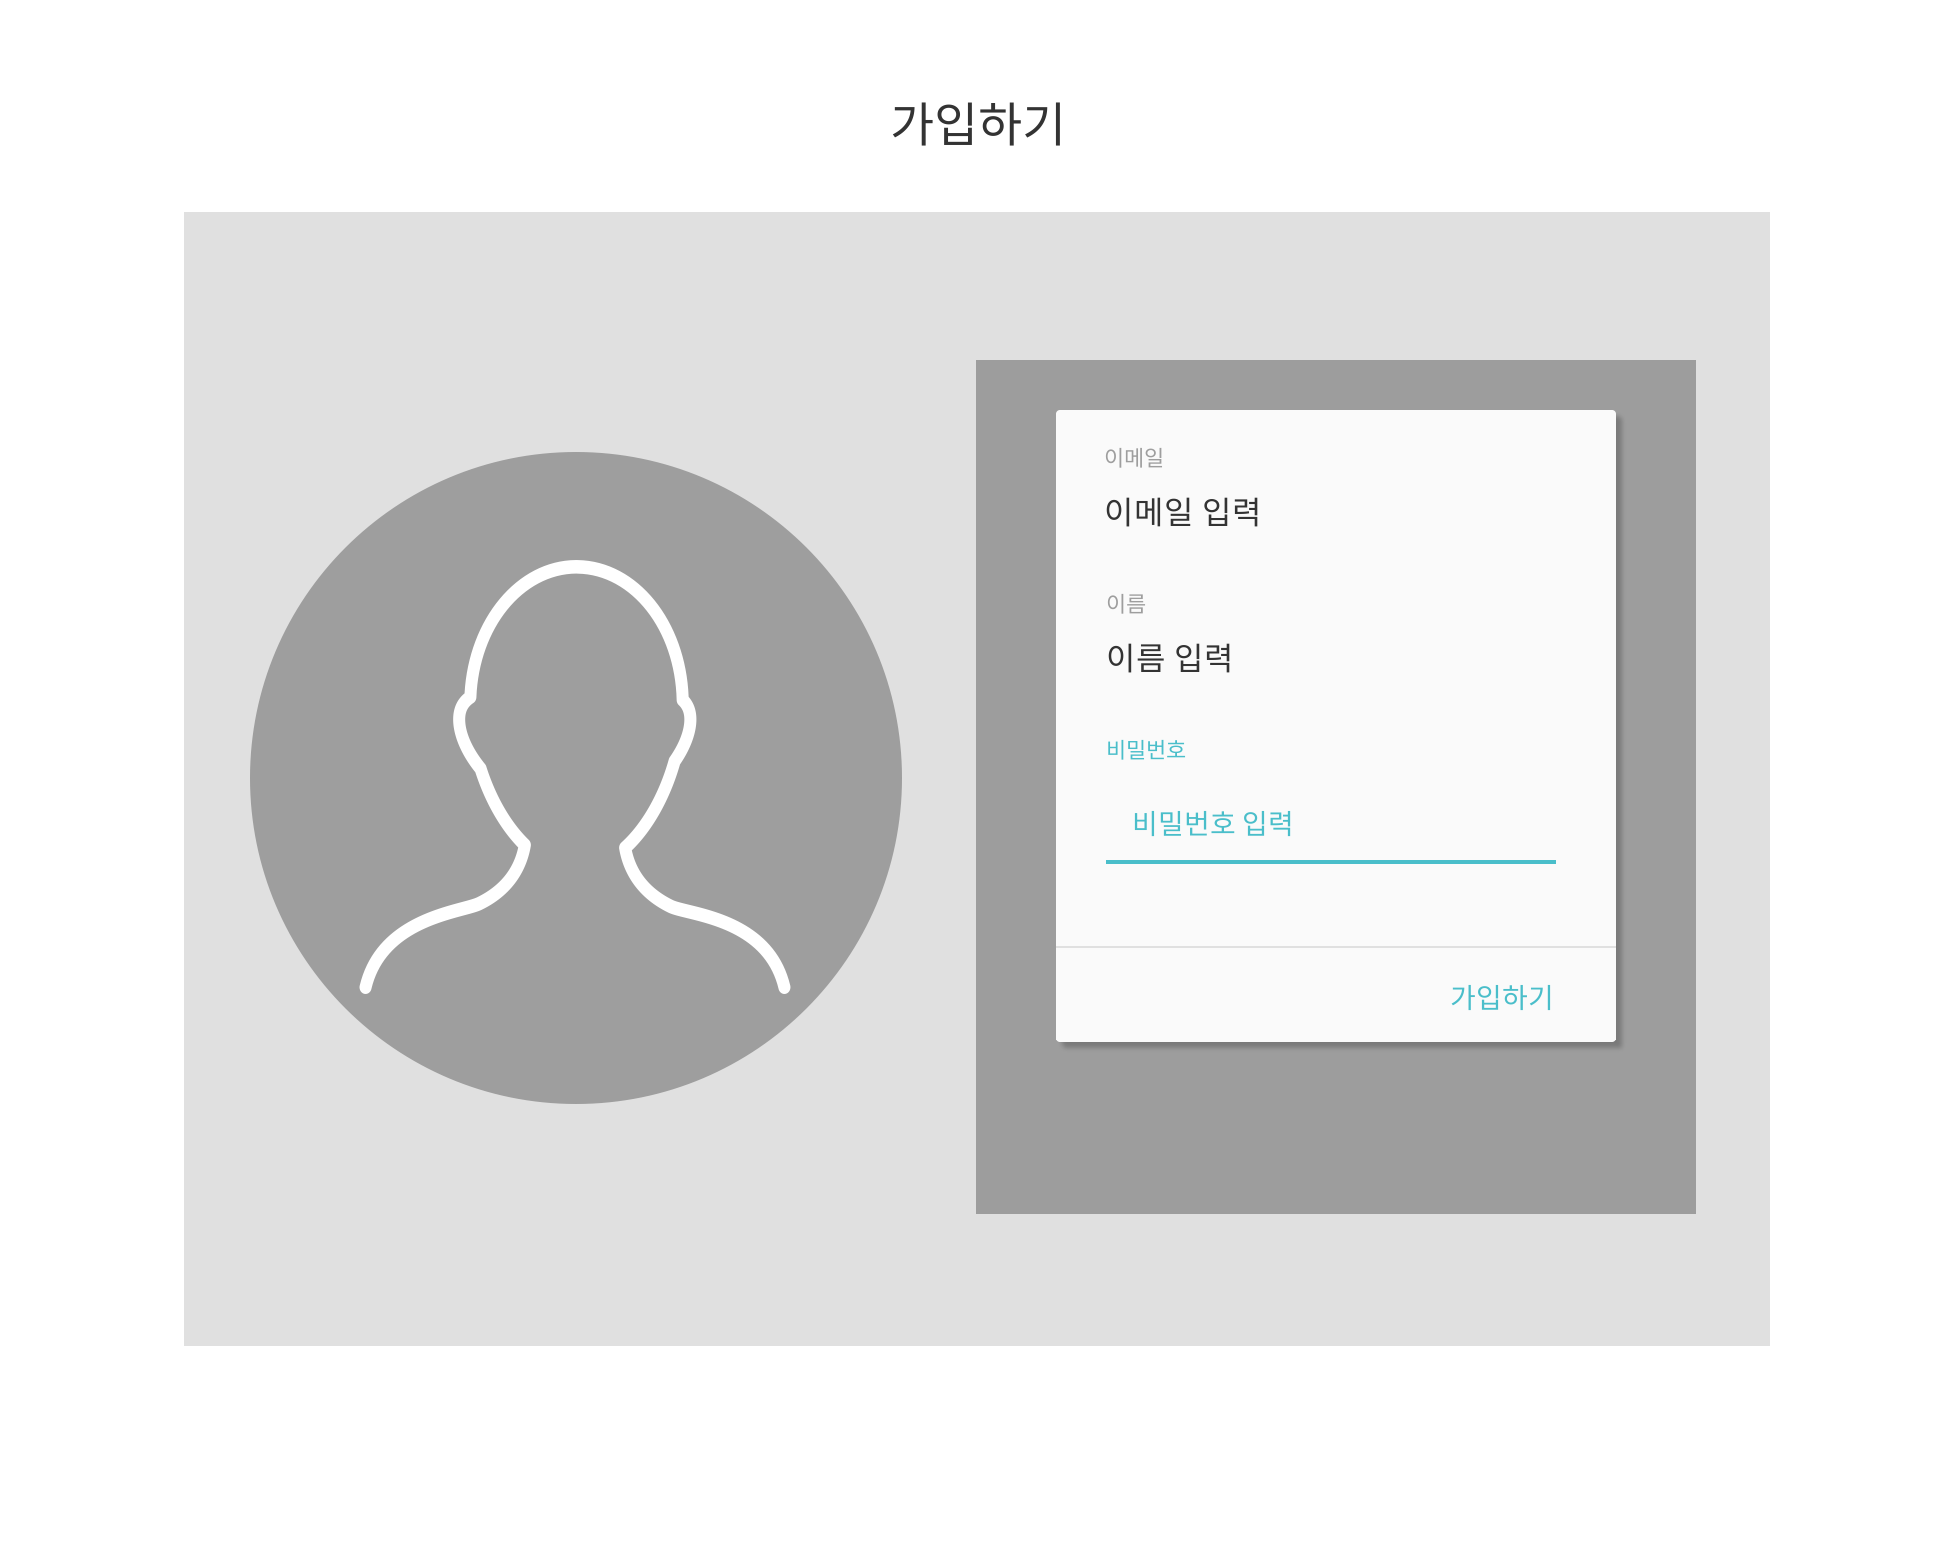 가입하기
이메일
이메일 입력
이름
이름 입력
비밀번호
비밀번호 입력
가입하기